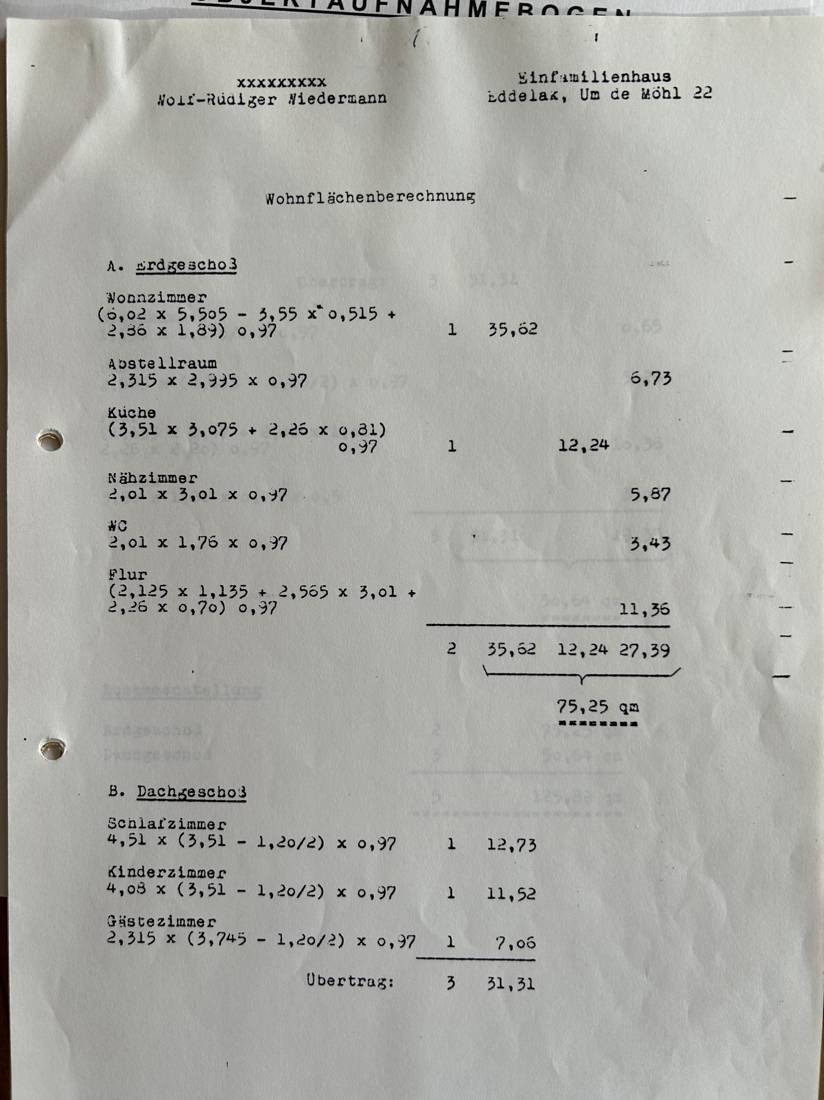 OBJEKTAUFNAHMEBOGEN
xxxxxxxxx
Wolf-Rüdiger Niedermann
Einfamilienhaus
Eddelak, Um de Möhl 22
Wohnflächenberechnung
A. Erdgeschoß
Wohnzimmer
(6,02 x 5,505 - 3,55 x 0,515 +
2,86 x 1,89) 0,97 1 35,62
Abstellraum
2,315 x 2,995 x 0,97 6,73
Küche
(3,51 x 3,075 + 2,26 x 0,81)
0,97 1 12,24
Nähzimmer
2,01 x 3,01 x 0,97 5,87
WC
2,01 x 1,76 x 0,97 3,43
Flur
(2,125 x 1,135 + 2,565 x 3,01 +
2,26 x 0,70) 0,97 11,36
2 35,62 12,24 27,39
75,25 qm
B. Dachgeschoß
Schlafzimmer
4,51 x (3,51 - 1,20/2) x 0,97 1 12,73
Kinderzimmer
4,08 x (3,51 - 1,20/2) x 0,97 1 11,52
Gästezimmer
2,315 x (3,745 - 1,20/2) x 0,97 1 7,06
Übertrag: 3 31,31